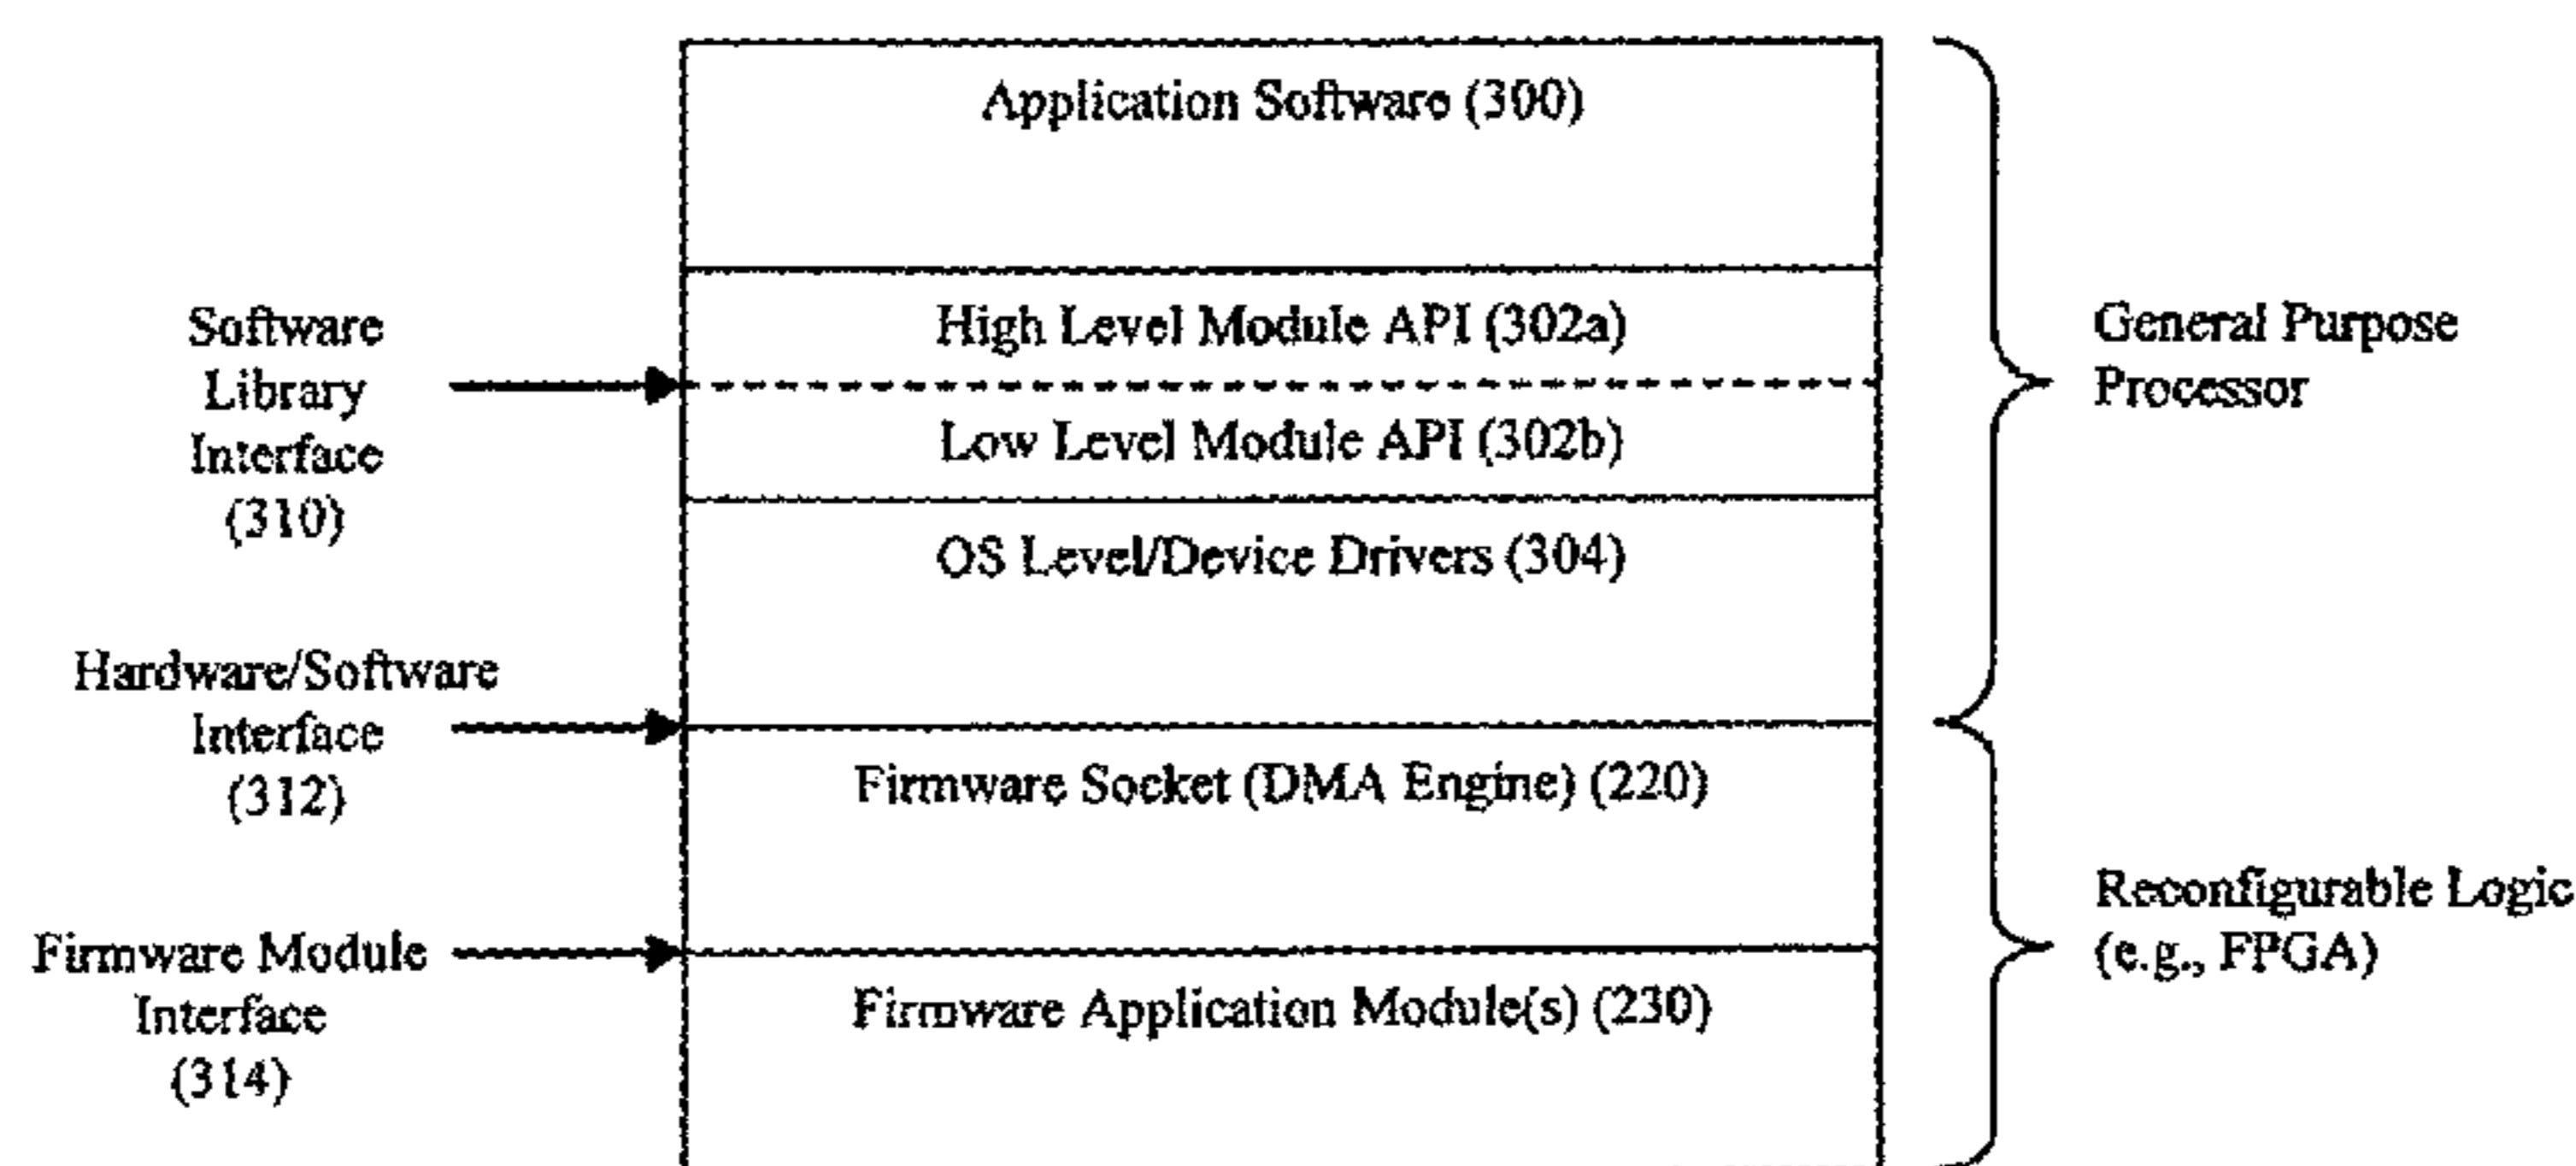 Application Software (300)
Software
Library
Interface
(310)
High Level Module API (302a)
Low Level Module API (302b)
General Purpose
Processor
OS Level/Device Drivers (304)
Hardware/Software
Interface
(312)
Firmware Socket (DMA Engine) (220)
Firmware Module
Interface
(314)
Firmware Application Module(s) (230)
Reconfigurable Logic
(e.g., FPGA)